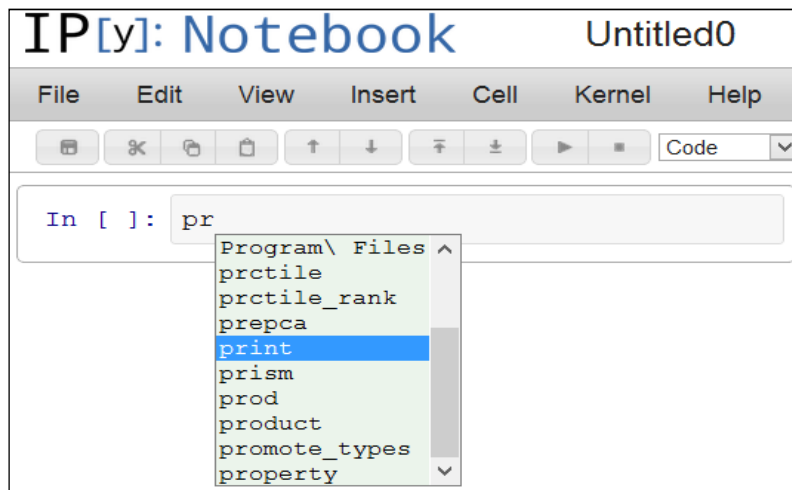 IP[y]: Notebook Untitled0
File Edit View Insert Cell Kernel Help
Code
In [ ]: pr
Program\ Files
prctile
prctile_rank
prepca
print
prism
prod
product
promote_types
property